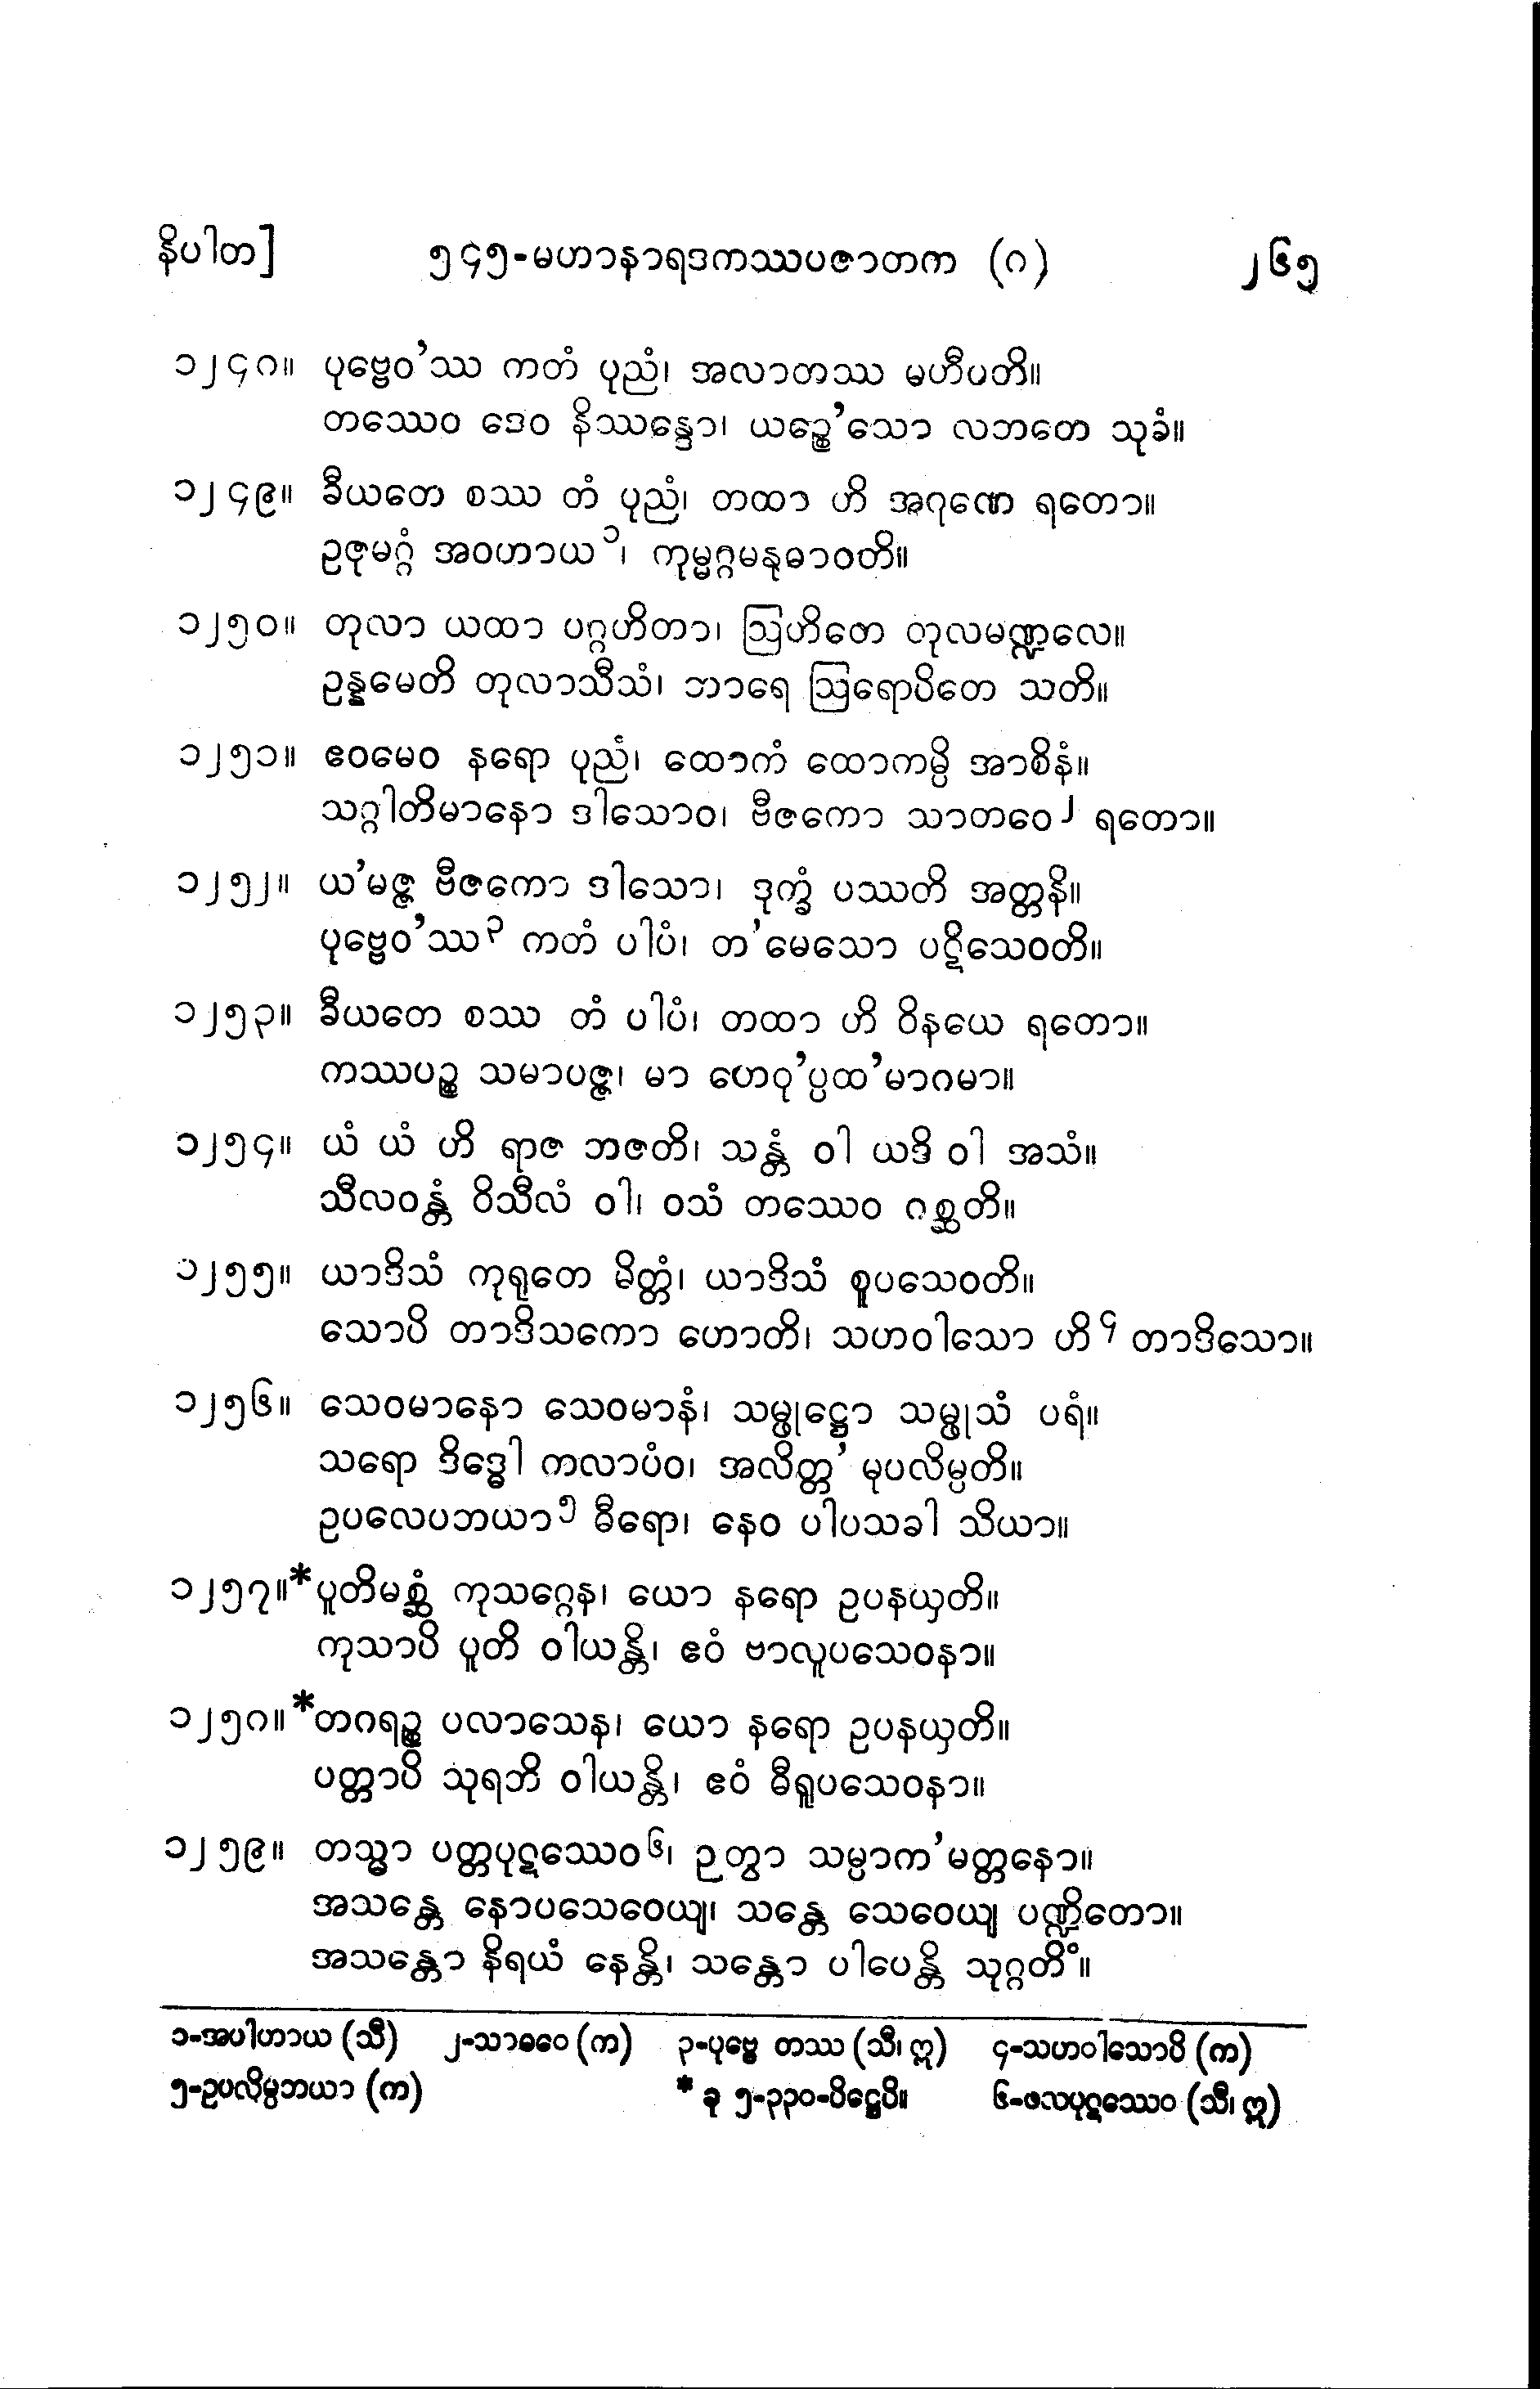 နိပါတ] ၅၄၅-မဟာနာရဒကဿပဇာတက (၈) ၂၆၅
၁၂၄၈။ ပုဗ္ဗေဝ’ဿ ကတံ ပုညံ၊ အလာတဿ မဟီပတိ။
တဿေဝ ဒေဝ နိဿန္ဒော၊ ယဉ္စေ’သော လဘတေ သုခံ။
၁၂၄၉။ ခီယတေ စဿ တံ ပုညံ၊ တထာ ဟိ အဂုဏေ ရတော။
ဥဇုမဂ္ဂံ အဝဟာယ ၁၊ ကုမ္မဂ္ဂမနုဓာဝတိ။
၁၂၅၀။ တုလာ ယထာ ပဂ္ဂဟိတာ၊ ဩဟိတေ တုလမဏ္ဍလေ။
ဥန္နမေတိ တုလာသီသံ၊ ဘာရေ ဩရောပိတေ သတိ။
၁၂၅၁။ ဧဝမေဝ နရော ပုညံ၊ ထောကံ ထောကမ္ပိ အာစိနံ။
သဂ္ဂါတိမာနော ဒါသောဝ၊ ဗီဇကော သာတဝေ ၂ ရတော။
၁၂၅၂။ ယ’မဇ္ဇ ဗီဇကော ဒါသော၊ ဒုက္ခံ ပဿတိ အတ္တနိ။
ပုဗ္ဗေဝ’ဿ ၃ ကတံ ပါပံ၊ တ’မေသော ပဋိသေဝတိ။
၁၂၅၃။ ခီယတေ စဿ တံ ပါပံ၊ တထာ ဟိ ဝိနယေ ရတော။
ကဿပဉ္စ သမာပဇ္ဇ၊ မာ ဟေဝု’ပ္ပထ’မာဂမာ။
၁၂၅၄။ ယံ ယံ ဟိ ရာဇ ဘဇတိ၊ သန္တံ ဝါ ယဒိ ဝါ အသံ။
သီလဝန္တံ ဝိသီလံ ဝါ၊ ဝသံ တဿေဝ ဂစ္ဆတိ။
၁၂၅၅။ ယာဒိသံ ကုရုတေ မိတ္တံ၊ ယာဒိသံ စူပသေဝတိ။
သောပိ တာဒိသကော ဟောတိ၊ သဟဝါသော ဟိ ၄ တာဒိသော။
၁၂၅၆။ သေဝမာနော သေဝမာနံ၊ သမ္ဖုဋ္ဌော သမ္ဖုသံ ပရံ။
သရော ဒိဒ္ဓေါ ကလာပံဝ၊ အလိတ္တ’ မုပလိမ္ပတိ။
ဥပလေပဘယာ ၅ ဓီရော၊ နေဝ ပါပသခါ သိယာ။
၁၂၅၇။*ပူတိမစ္ဆံ ကုသဂ္ဂေန၊ ယော နရော ဥပနယှတိ။
ကုသာပိ ပူတိ ဝါယန္တိ၊ ဧဝံ ဗာလူပသေဝနာ။
၁၂၅၈။*တဂရဉ္စ ပလာသေန၊ ယော နရော ဥပနယှတိ။
ပတ္တာပိ သုရဘိ ဝါယန္တိ၊ ဧဝံ ဓီရူပသေဝနာ။
၁၂၅၉။ တသ္မာ ပတ္တပုဋဿေဝ ၆၊ ဉတွာ သမ္ပာက’မတ္တနော။
အသန္တေ နောပသေဝေယျ၊ သန္တေ သေဝေယျ ပဏ္ဍိတော။
အသန္တော နိရယံ နေန္တိ၊ သန္တော ပါပေန္တိ သုဂ္ဂတိံ။
၁-အပါဟာယ (သီ) ၂-သာဓဝေ (က) ၃-ပုဗ္ဗေ တဿ (သီ၊ ဣ) ၄-သဟဝါသောပိ (က)
၅-ဥပလိမ္ပဘယာ (က) * ခု ၅-၃၃၀-ပိဋ္ဌေပိ။ ၆-ဖလပုဋဿေဝ (သီ၊ ဣ)